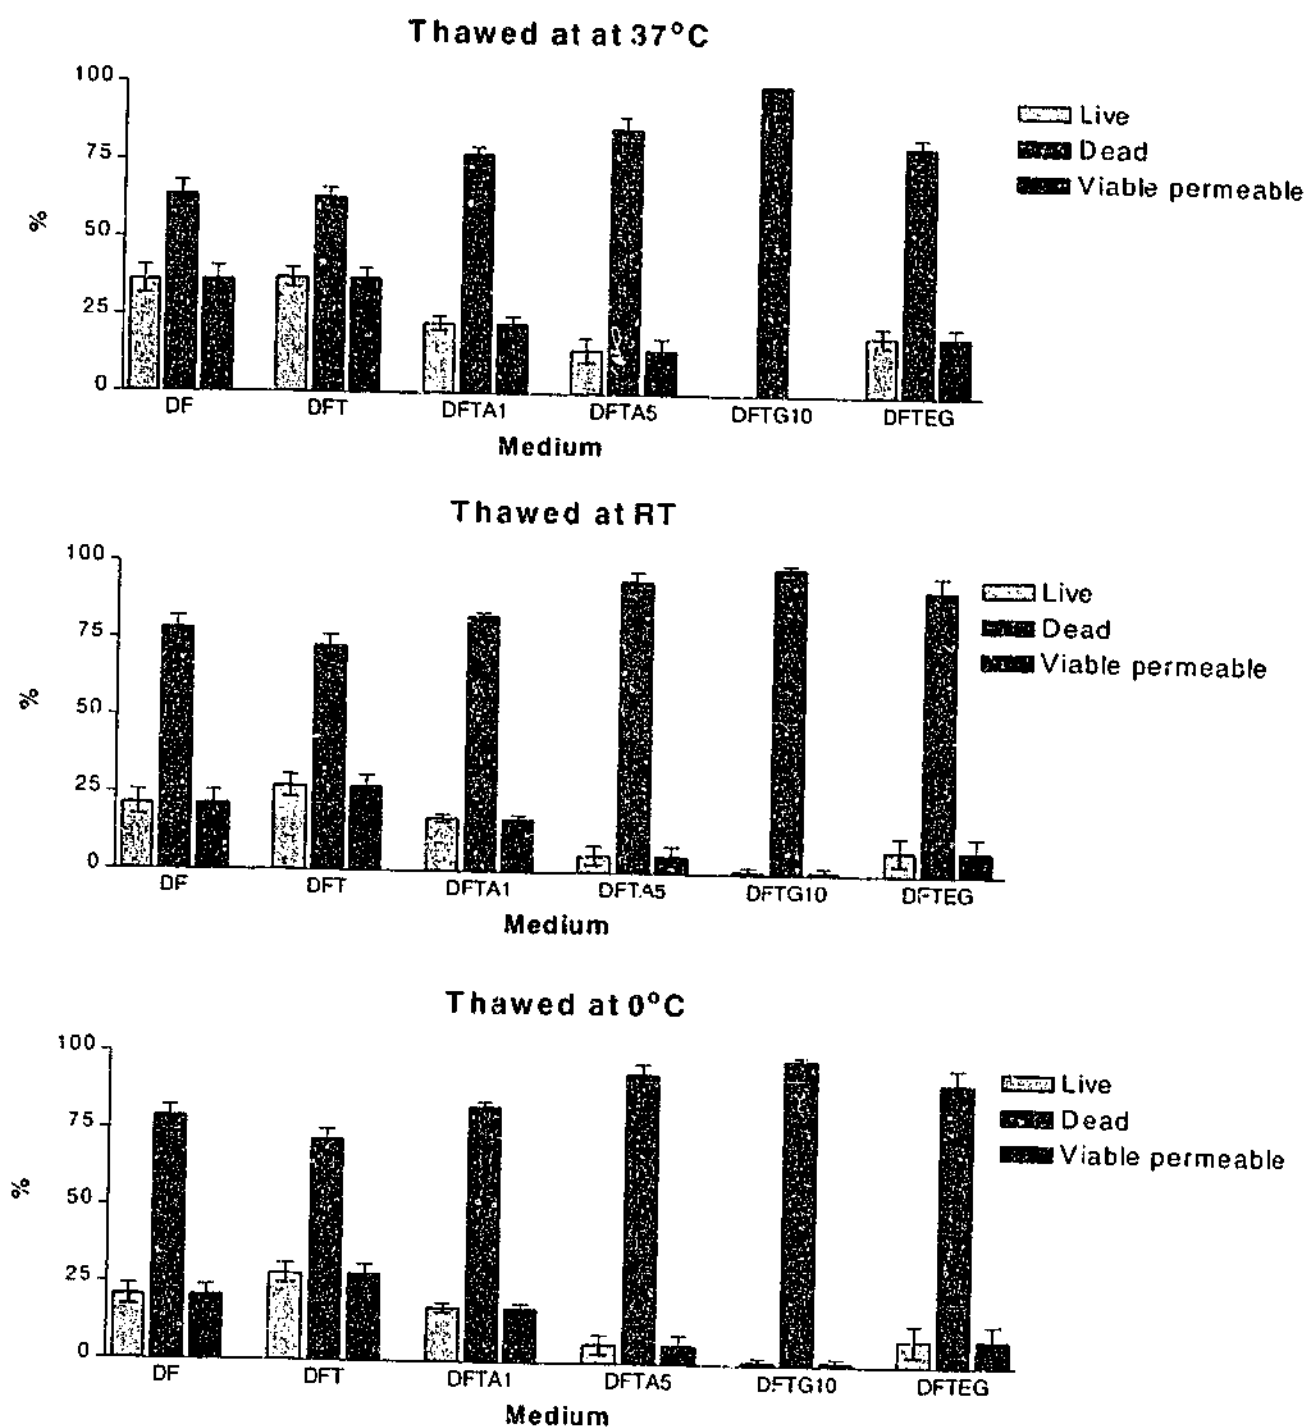 Thawed at at 37°C
100
75
50
25
0
%
Live
Dead
Viable permeable
DF DFT DFTA1 DFTA5 DFTG10 DFTEG
Medium
Thawed at RT
100
75
50
25
0
%
Live
Dead
Viable permeable
DF DFT DFTA1 DFTA5 DFTG10 DFTEG
Medium
Thawed at 0°C
100
75
50
25
0
%
Live
Dead
Viable permeable
DF DFT DFTA1 DFTA5 DFTG10 DFTEG
Medium